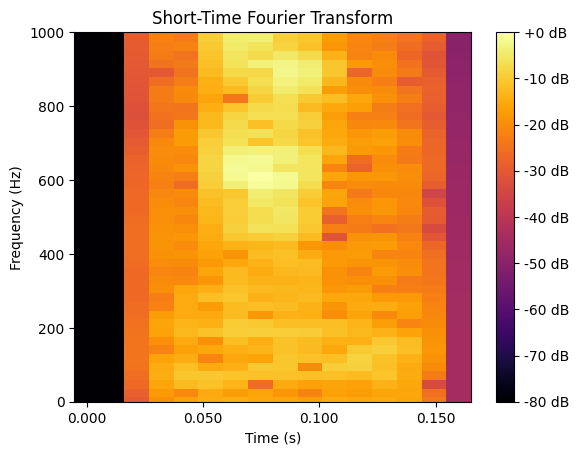 Short-Time Fourier Transform
1000
800
600
400
200
0
Frequency (Hz)
0.000
0.050
0.100
0.150
Time (s)
+0 dB
-10 dB
-20 dB
-30 dB
-40 dB
-50 dB
-60 dB
-70 dB
-80 dB